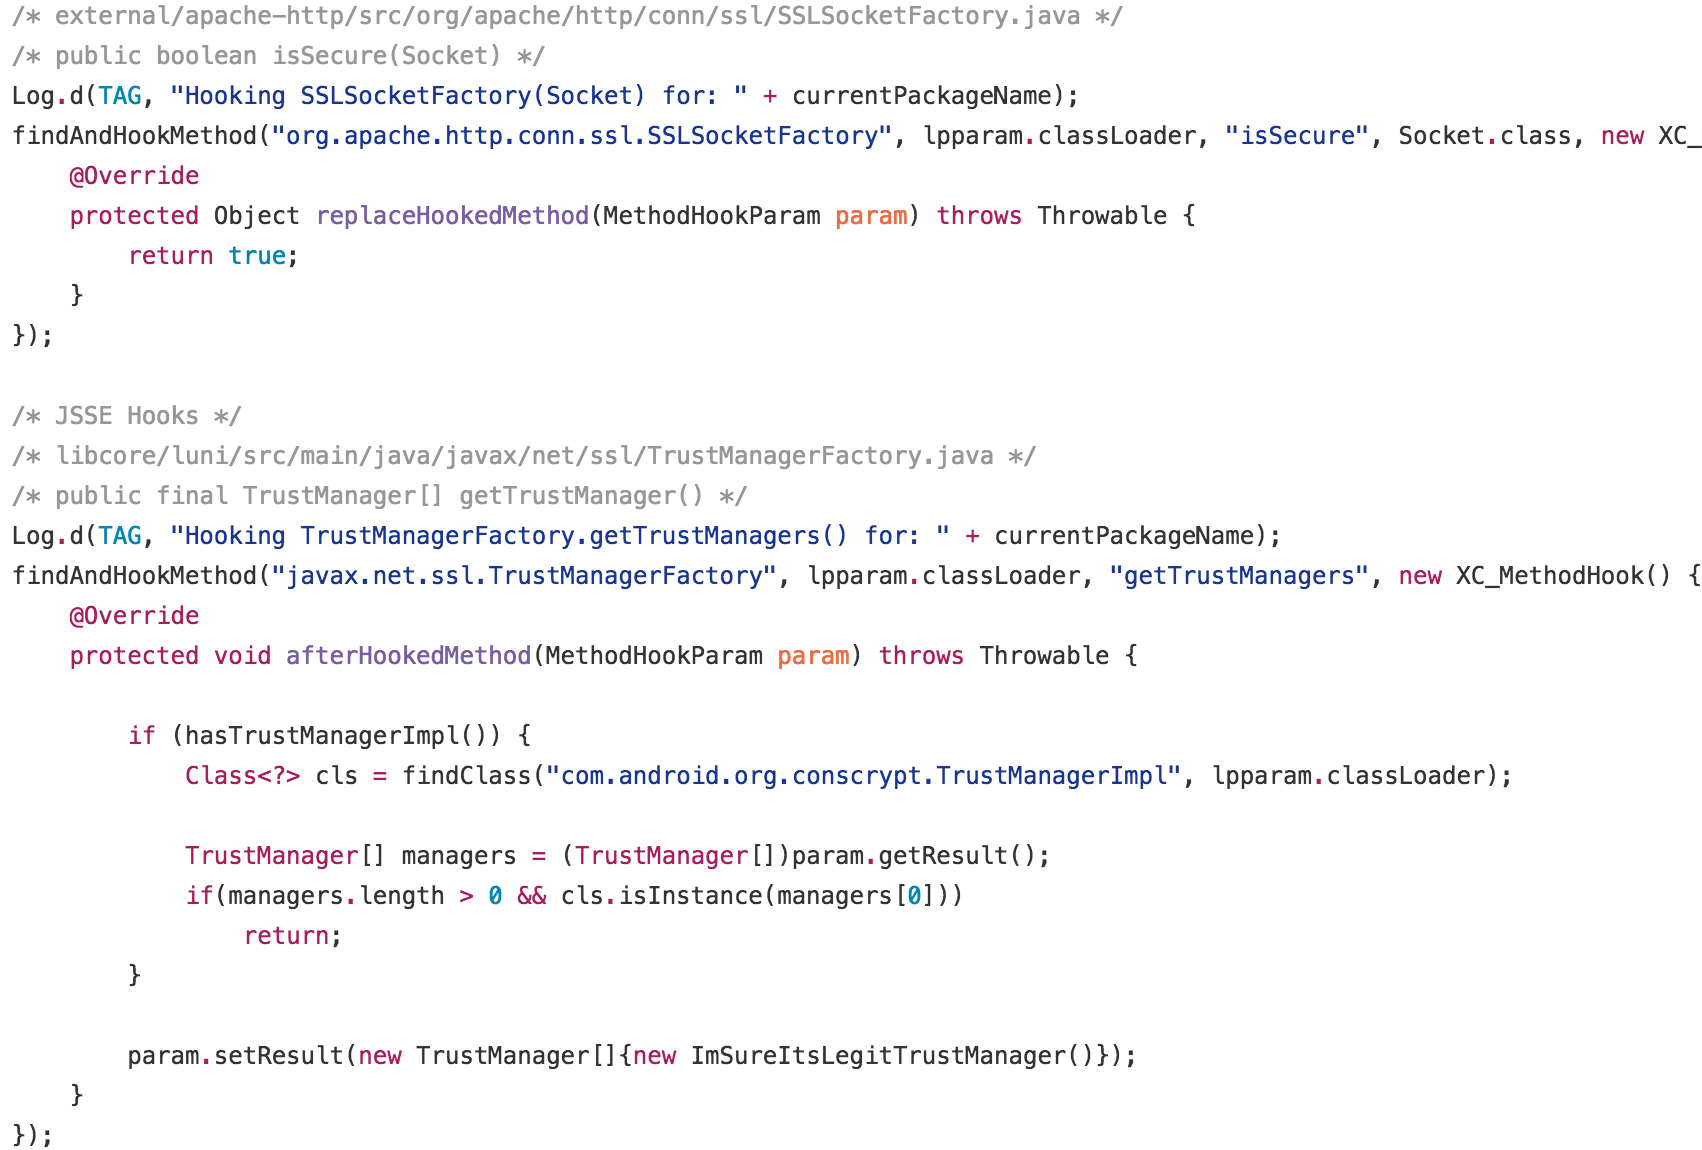 /* external/apache-http/src/org/apache/http/conn/ssl/SSLSocketFactory.java */
/* public boolean isSecure(Socket) */
Log.d(TAG, "Hooking SSLSocketFactory(Socket) for: " + currentPackageName);
findAndHookMethod("org.apache.http.conn.ssl.SSLSocketFactory", lpparam.classLoader, "isSecure", Socket.class, new XC_
    @Override
    protected Object replaceHookedMethod(MethodHookParam param) throws Throwable {
        return true;
    }
});

/* JSSE Hooks */
/* libcore/luni/src/main/java/javax/net/ssl/TrustManagerFactory.java */
/* public final TrustManager[] getTrustManager() */
Log.d(TAG, "Hooking TrustManagerFactory.getTrustManagers() for: " + currentPackageName);
findAndHookMethod("javax.net.ssl.TrustManagerFactory", lpparam.classLoader, "getTrustManagers", new XC_MethodHook() {
    @Override
    protected void afterHookedMethod(MethodHookParam param) throws Throwable {

        if (hasTrustManagerImpl()) {
            Class<?> cls = findClass("com.android.org.conscrypt.TrustManagerImpl", lpparam.classLoader);

            TrustManager[] managers = (TrustManager[])param.getResult();
            if(managers.length > 0 && cls.isInstance(managers[0]))
                return;
        }

        param.setResult(new TrustManager[]{new ImSureItsLegitTrustManager()});
    }
});